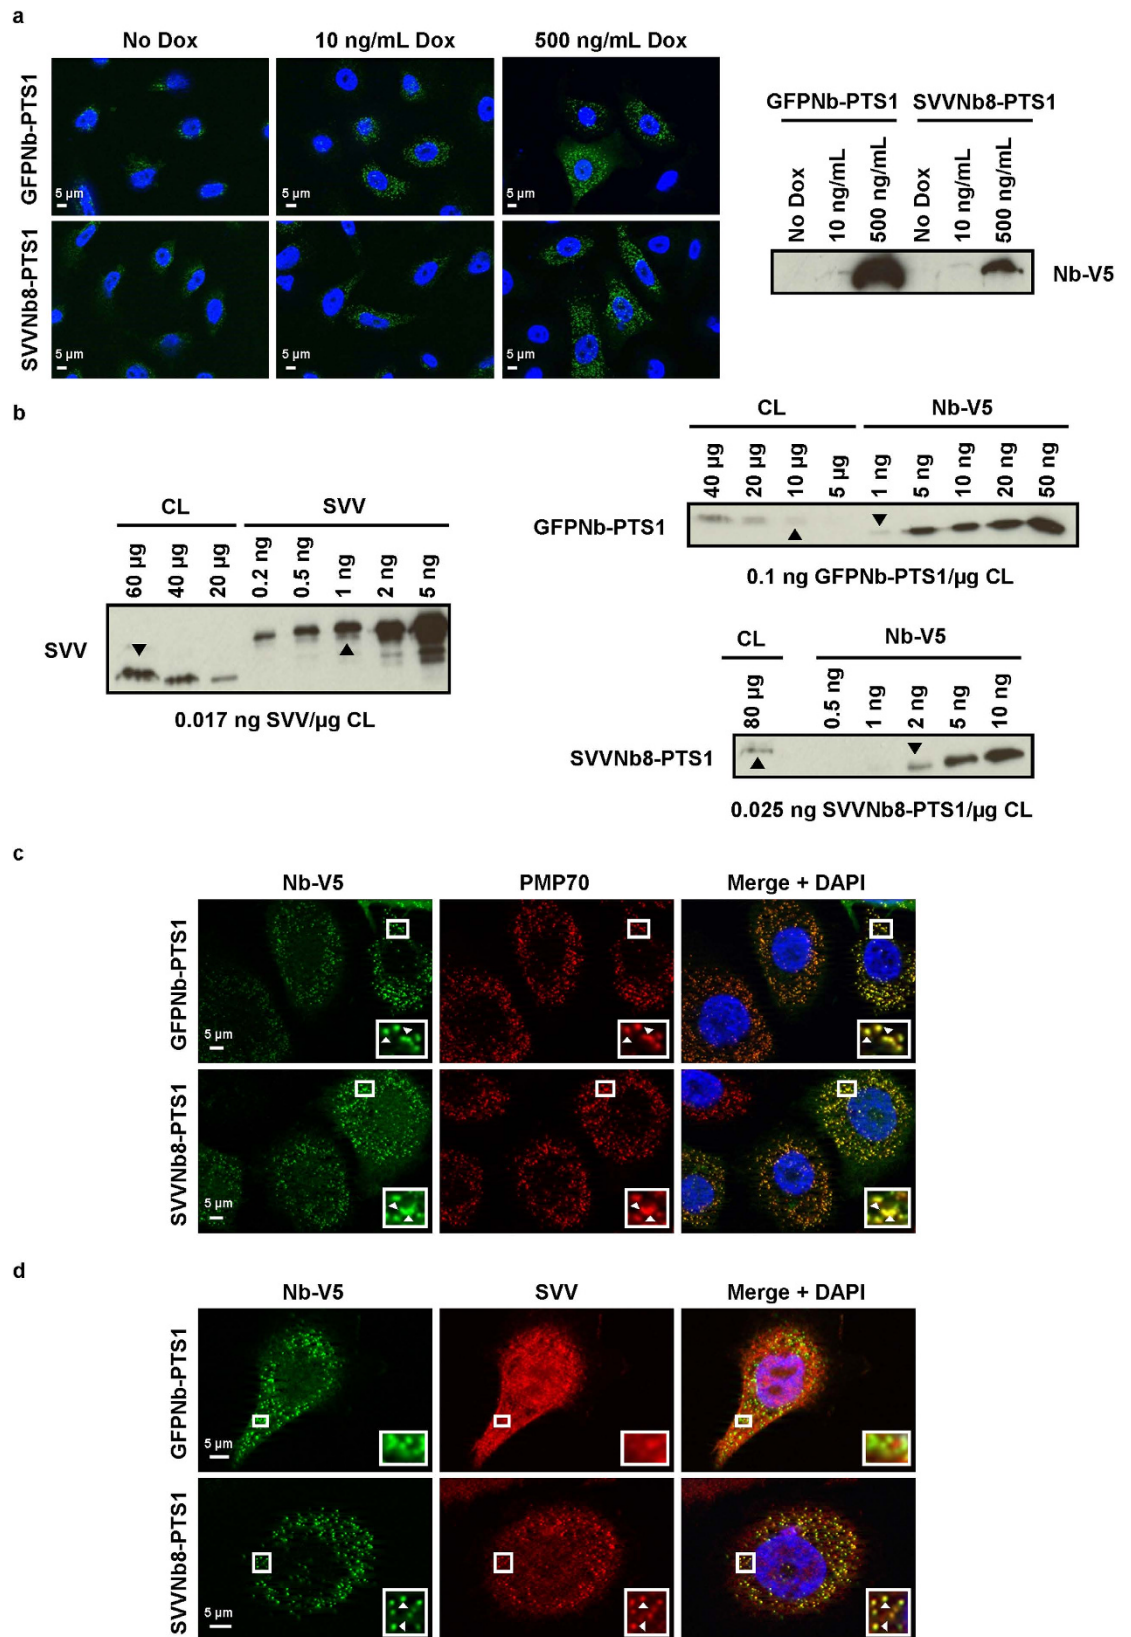 a
No Dox 10 ng/mL Dox 500 ng/mL Dox
GFPNb-PTS1
5 µm 5 µm 5 µm
SVVNb8-PTS1
5 µm 5 µm 5 µm
GFPNb-PTS1 SVVNb8-PTS1
No Dox 10 ng/mL 500 ng/mL No Dox 10 ng/mL 500 ng/mL
Nb-V5
b
CL SVV
60 µg 40 µg 20 µg 0.2 ng 0.5 ng 1 ng 2 ng 5 ng
SVV
0.017 ng SVV/µg CL
CL Nb-V5
40 µg 20 µg 10 µg 5 µg 1 ng 5 ng 10 ng 20 ng 50 ng
GFPNb-PTS1
0.1 ng GFPNb-PTS1/µg CL
CL Nb-V5
80 µg 0.5 ng 1 ng 2 ng 5 ng 10 ng
SVVNb8-PTS1
0.025 ng SVVNb8-PTS1/µg CL
c
Nb-V5 PMP70 Merge + DAPI
GFPNb-PTS1
5 µm
SVVNb8-PTS1
5 µm
d
Nb-V5 SVV Merge + DAPI
GFPNb-PTS1
5 µm
SVVNb8-PTS1
5 µm